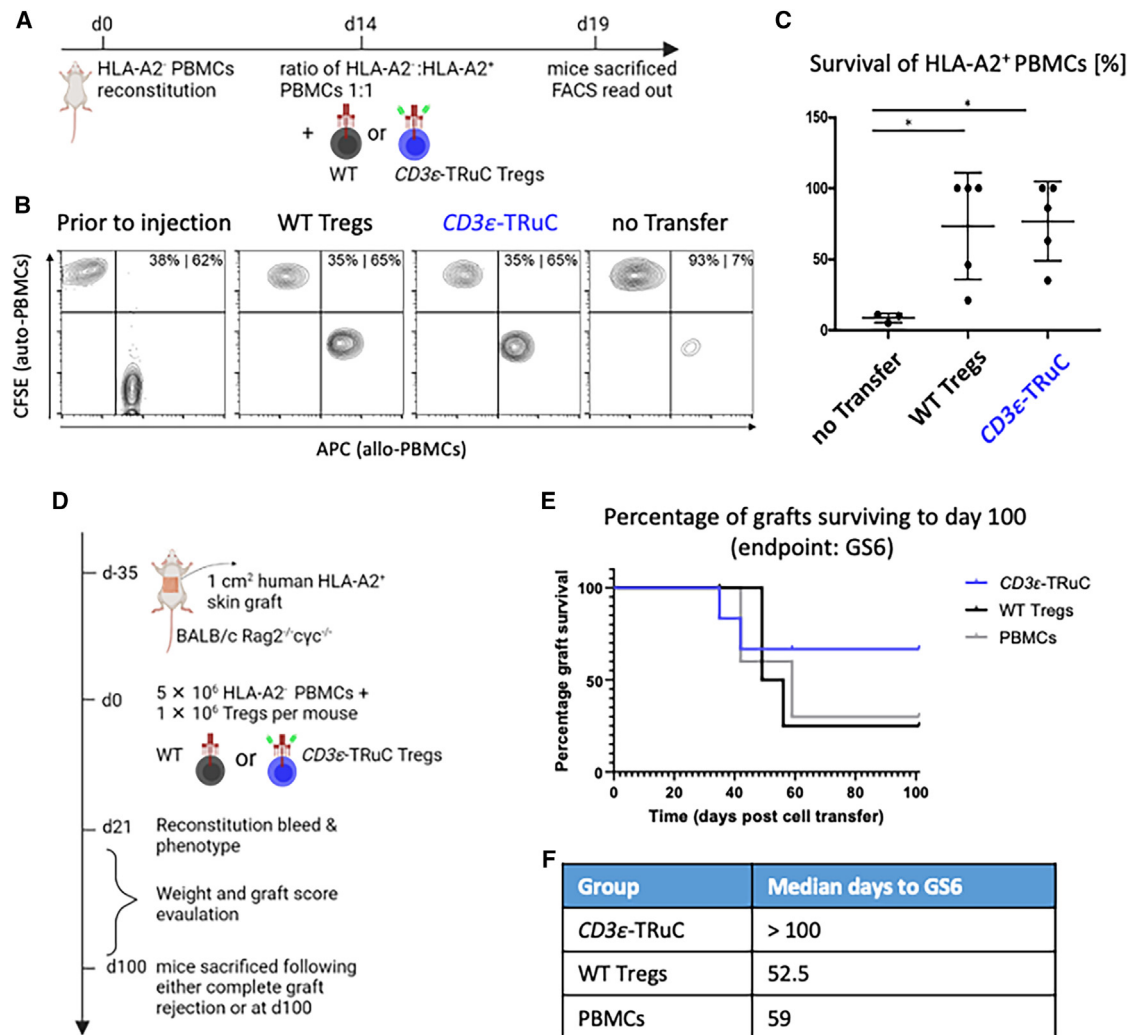 A
d0
d14
d19
HLA-A2⁻ PBMCs
reconstitution
ratio of HLA-A2⁻:HLA-A2⁺
PBMCs 1:1
mice sacrificed
FACS read out
+
or
WT
CD3ε-TRuC Tregs
B
Prior to injection
WT Tregs
CD3ε-TRuC
no Transfer
38% | 62%
35% | 65%
35% | 65%
93% | 7%
CFSE (auto-PBMCs)
APC (allo-PBMCs)
C
Survival of HLA-A2⁺ PBMCs [%]
150
100
50
0
*
*
no Transfer
WT Tregs
CD3ε-TRuC
D
d-35
1 cm² human HLA-A2⁺
skin graft
BALB/c Rag2⁻/⁻cγc⁻/⁻
d0
5 × 10⁶ HLA-A2⁻ PBMCs +
1 × 10⁶ Tregs per mouse
WT
or
CD3ε-TRuC Tregs
d21
Reconstitution bleed &
phenotype
Weight and graft score
evaulation
d100
mice sacrificed following
either complete graft
rejection or at d100
E
Percentage of grafts surviving to day 100
(endpoint: GS6)
Percentage graft survival
100
50
0
0
20
40
60
80
100
Time (days post cell transfer)
CD3ε-TRuC
WT Tregs
PBMCs
F
Group Median days to GS6
CD3ε-TRuC > 100
WT Tregs 52.5
PBMCs 59